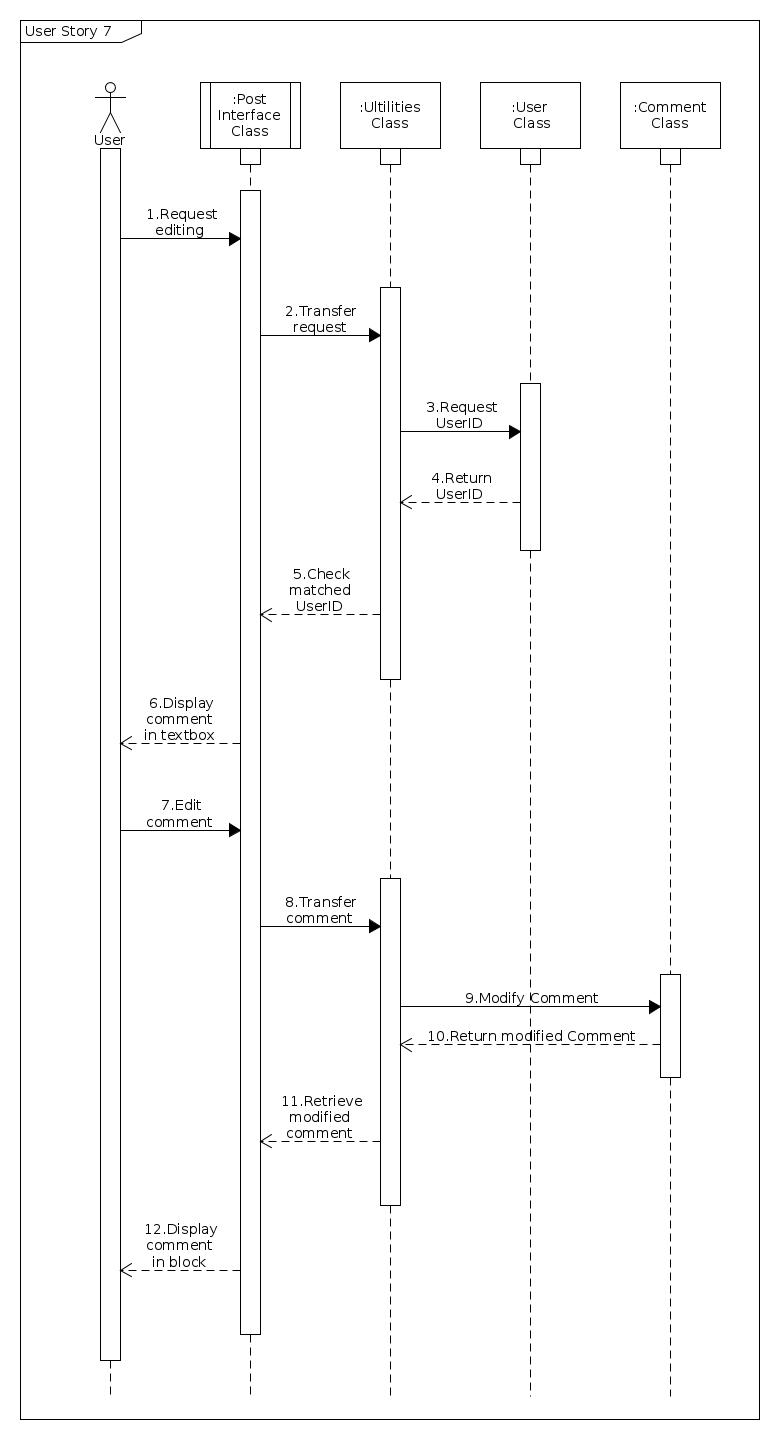 User Story 7
User
:Post
Interface
Class
:Ultilities
Class
:User
Class
:Comment
Class
1.Request
editing
2.Transfer
request
3.Request
UserID
4.Return
UserID
5.Check
matched
UserID
6.Display
comment
in textbox
7.Edit
comment
8.Transfer
comment
9.Modify Comment
10.Return modified Comment
11.Retrieve
modified
comment
12.Display
comment
in block